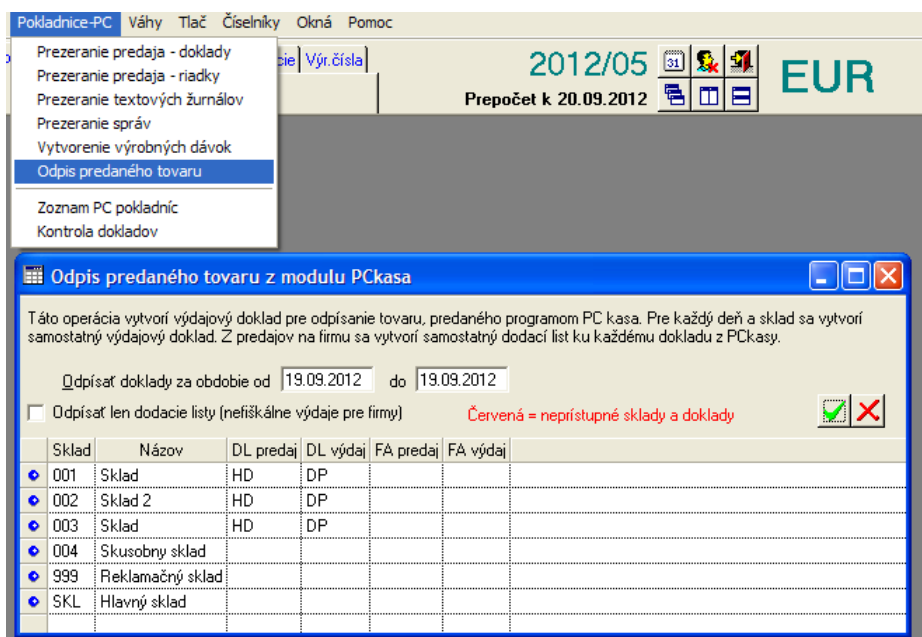 Pokladnice-PC Váhy Tlač Číselníky Okná Pomoc
Prezeranie predaja - doklady
Prezeranie predaja - riadky
Prezeranie textových žurnálov
Prezeranie správ
Vytvorenie výrobných dávok
Odpis predaného tovaru
Zoznam PC pokladníc
Kontrola dokladov
cie Výr.čísla
2012/05 31 EUR
Prepočet k 20.09.2012
Odpis predaného tovaru z modulu PCkasa
Táto operácia vytvorí výdajový doklad pre odpísanie tovaru, predaného programom PC kasa. Pre každý deň a sklad sa vytvorí
samostatný výdajový doklad. Z predajov na firmu sa vytvorí samostatný dodací list ku každému dokladu z PCkasy.
Odpísať doklady za obdobie od 19.09.2012 do 19.09.2012
Odpísať len dodacie listy (nefiškálne výdaje pre firmy) Červená = neprístupné sklady a doklady
Sklad Názov DL predaj DL výdaj FA predaj FA výdaj
001 Sklad HD DP
002 Sklad 2 HD DP
003 Sklad HD DP
004 Skusobny sklad
999 Reklamačný sklad
SKL Hlavný sklad